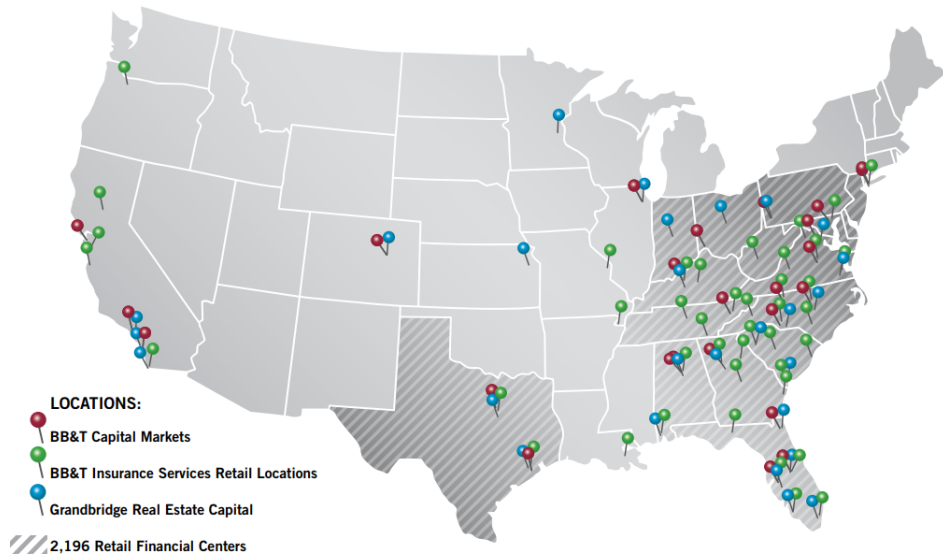 LOCATIONS:
BB&T Capital Markets
BB&T Insurance Services Retail Locations
Grandbridge Real Estate Capital
2,196 Retail Financial Centers